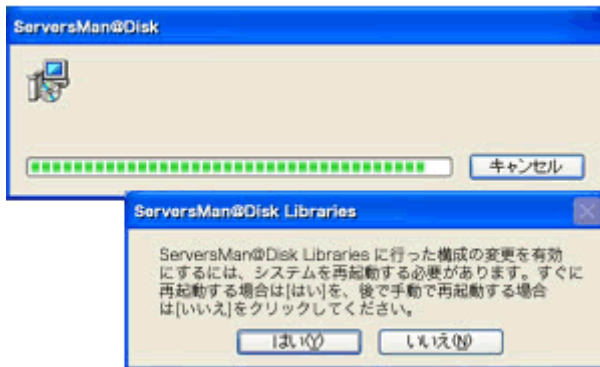 ServersMan@Disk
キャンセル
ServersMan@Disk Libraries
ServersMan@Disk Libraries に行った構成の変更を有効
にするには、システムを再起動する必要があります。すぐに
再起動する場合は[はい]を、後で手動で再起動する場合
は[いいえ]をクリックしてください。
はい(Y)
いいえ(N)